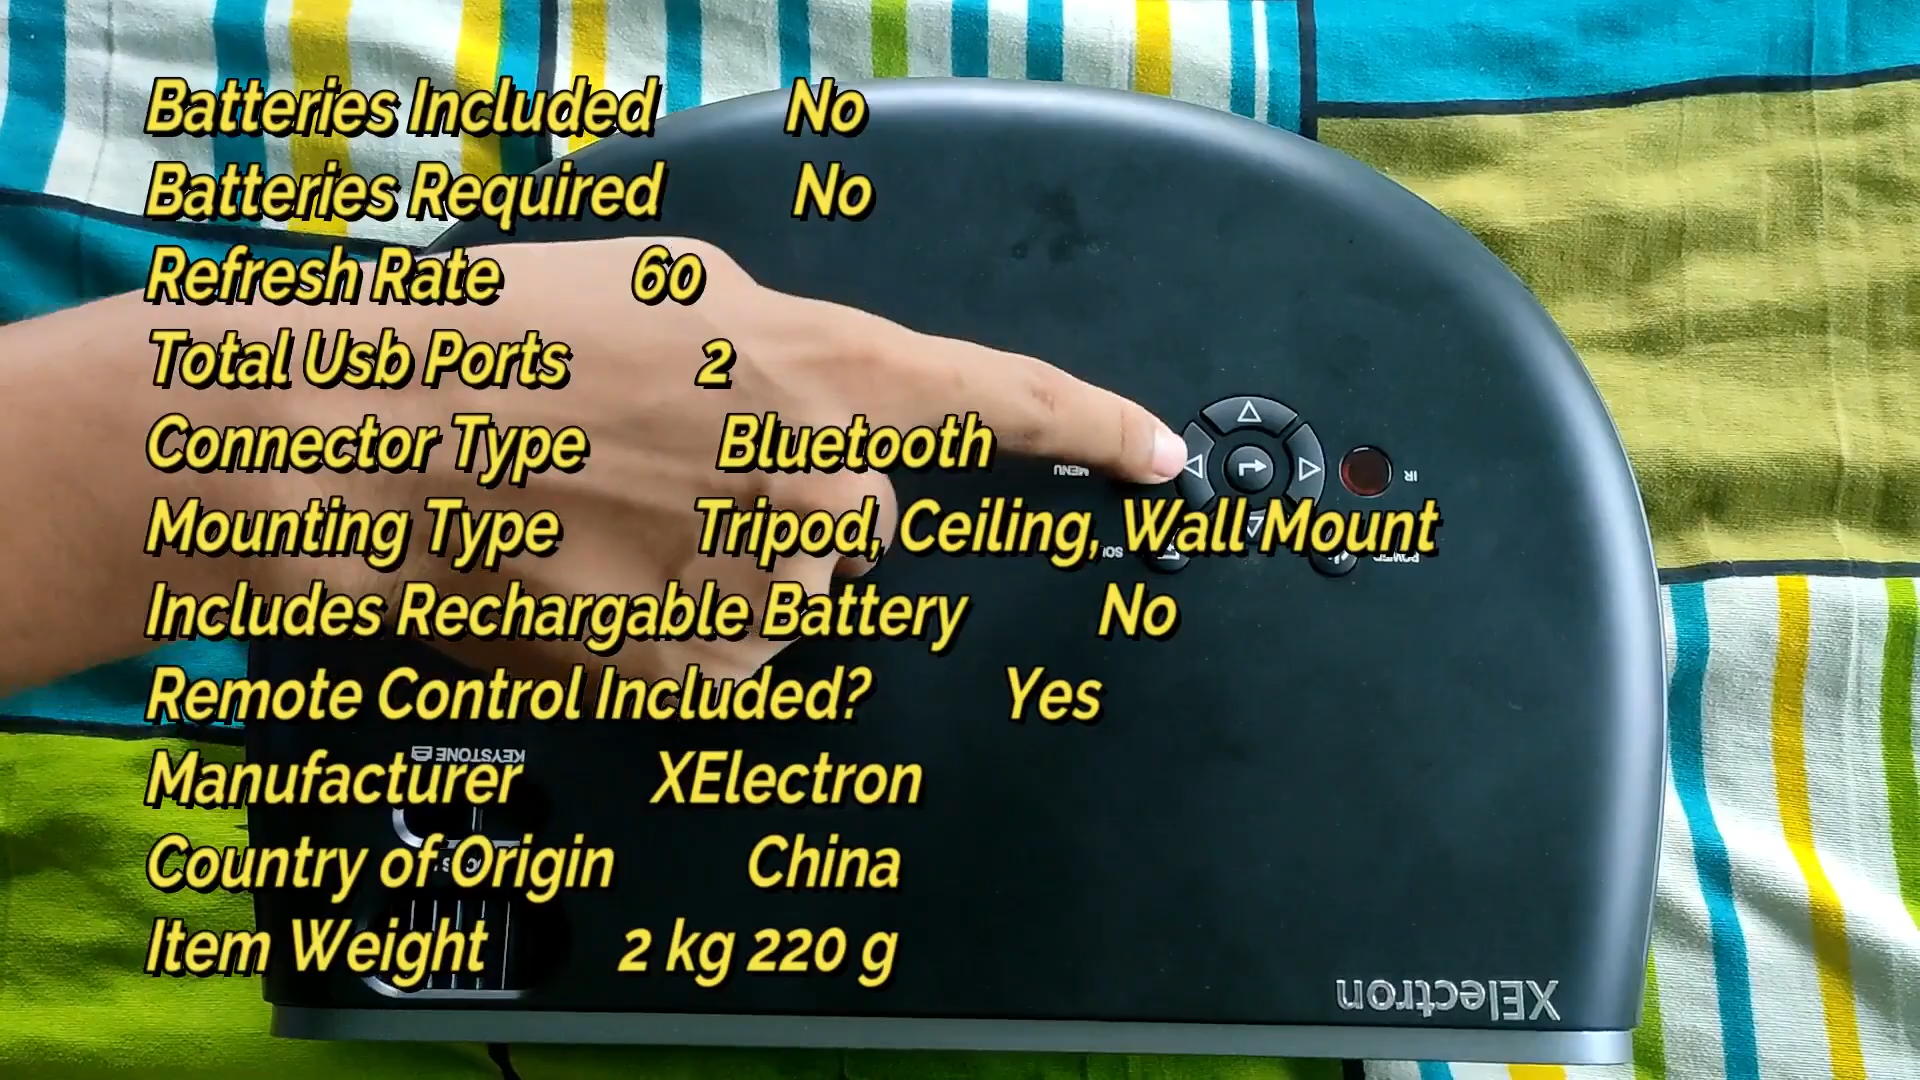 Batteries Included No
Batteries Required No
Refresh Rate 60
Total Usb Ports 2
Connector Type Bluetooth
MENU
IR
Mounting Type Tripod, Ceiling, Wall Mount
POWER
Includes Rechargable Battery No
Remote Control Included? Yes
KEYSTONE
Manufacturer XElectron
Country of Origin China
Item Weight 2 kg 220 g
XElectron